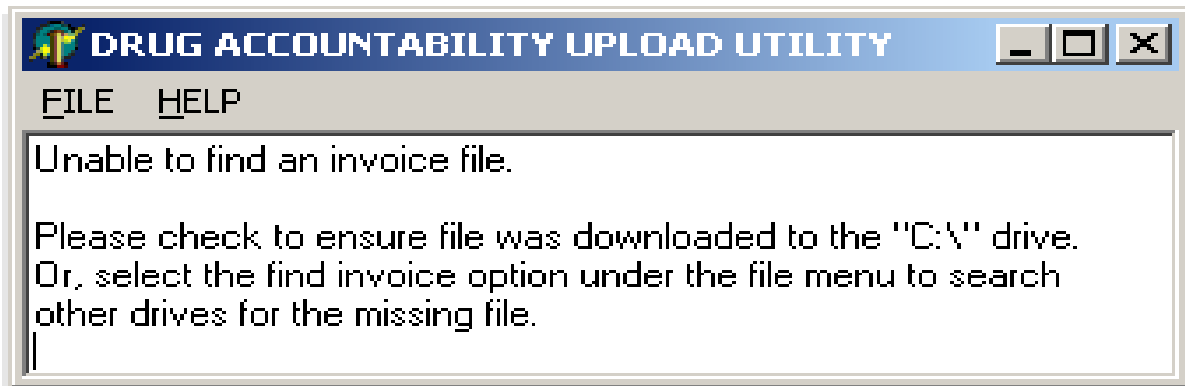 DRUG ACCOUNTABILITY UPLOAD UTILITY
FILE HELP
Unable to find an invoice file.
Please check to ensure file was downloaded to the "C:\" drive.
Or, select the find invoice option under the file menu to search
other drives for the missing file.